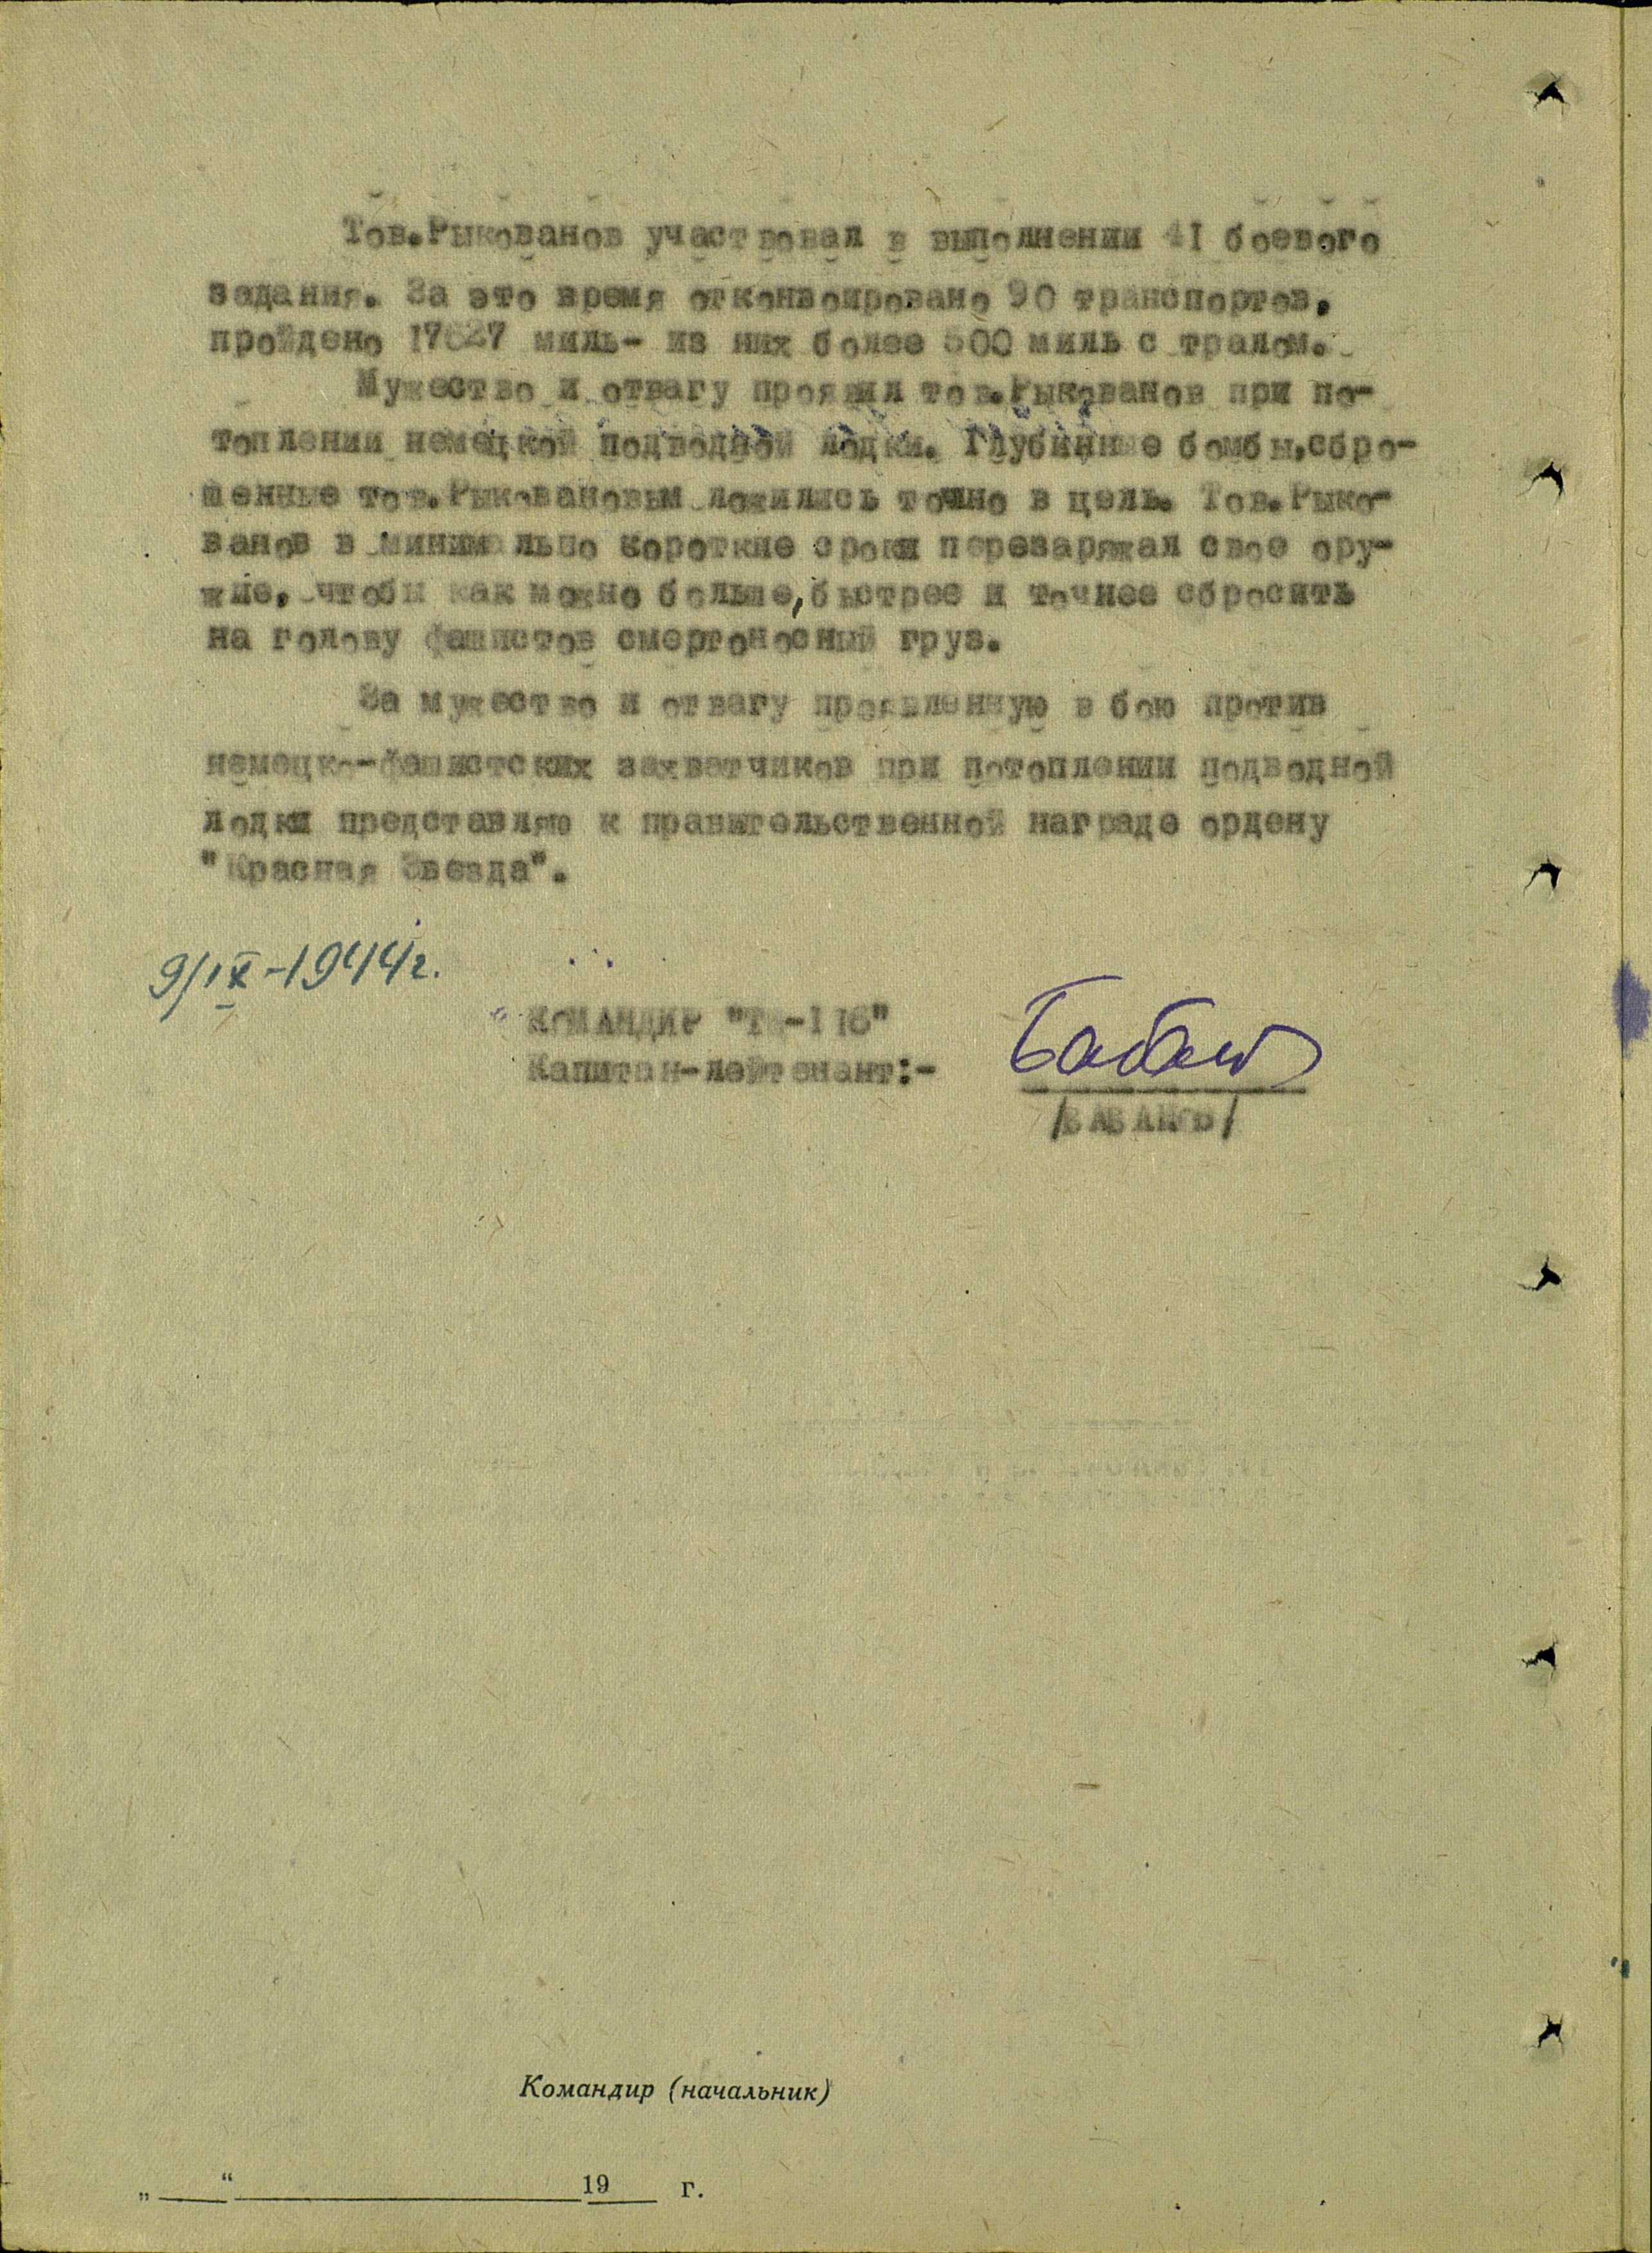 Тов.Рыкованов участвовал в выполнении 4I боевого
задания. За это время отконвоировано 90 транспортов,
пройдено 17627 миль- из них более 500 миль с тралом.
Мужество и отвагу проявил тов.Рыкованов при по-
топлении немецкой подводной лодки. Глубинные бомбы,сбро-
шенные тов.Рыковановым ложились точно в цель. Тов.Рыко-
ванов в минимально короткие сроки перезаряжал свое ору-
жие, чтобы как можно больше,быстрее и точнее сбросить
на голову фашистов смертоносный груз.
За мужество и отвагу проявленную в бою против
немецко-фашистских захватчиков при потоплении подводной
лодки представляю к правительственной награде ордену
"Красная Звезда".
9/IX-1944г.
КОМАНДИР "ТЩ-116"
Капитан-лейтенант:-
/БАБАНОВ/
Командир (начальник)
„ “ 19 г.